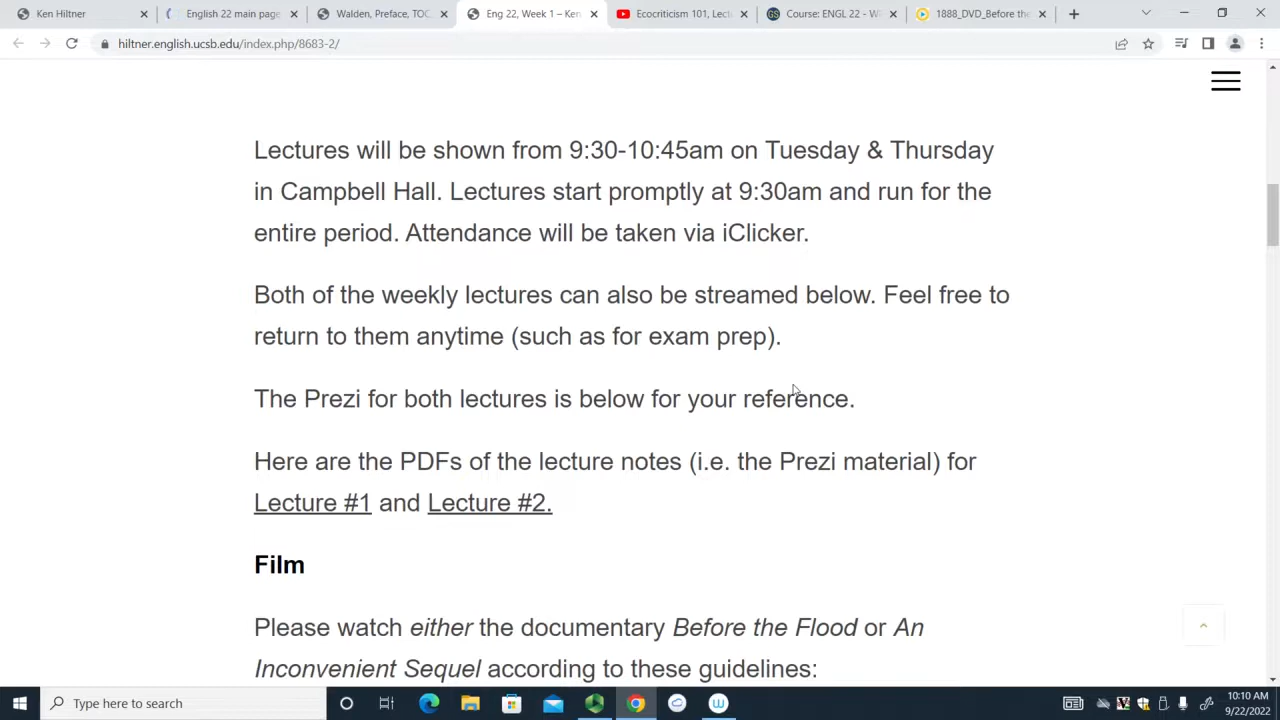 Ken Hiltner
English 22 main page
Walden, Preface, TOC,
Eng 22, Week 1 – Ken
Ecocriticism 101, Lectu
Course: ENGL 22 - W
1888_DVD_Before the
hiltner.english.ucsb.edu/index.php/8683-2/
Lectures will be shown from 9:30-10:45am on Tuesday & Thursday
in Campbell Hall. Lectures start promptly at 9:30am and run for the
entire period. Attendance will be taken via iClicker.
Both of the weekly lectures can also be streamed below. Feel free to
return to them anytime (such as for exam prep).
The Prezi for both lectures is below for your reference.
Here are the PDFs of the lecture notes (i.e. the Prezi material) for
Lecture #1 and Lecture #2.
Film
Please watch either the documentary Before the Flood or An
Inconvenient Sequel according to these guidelines:
Type here to search
10:10 AM
9/22/2022